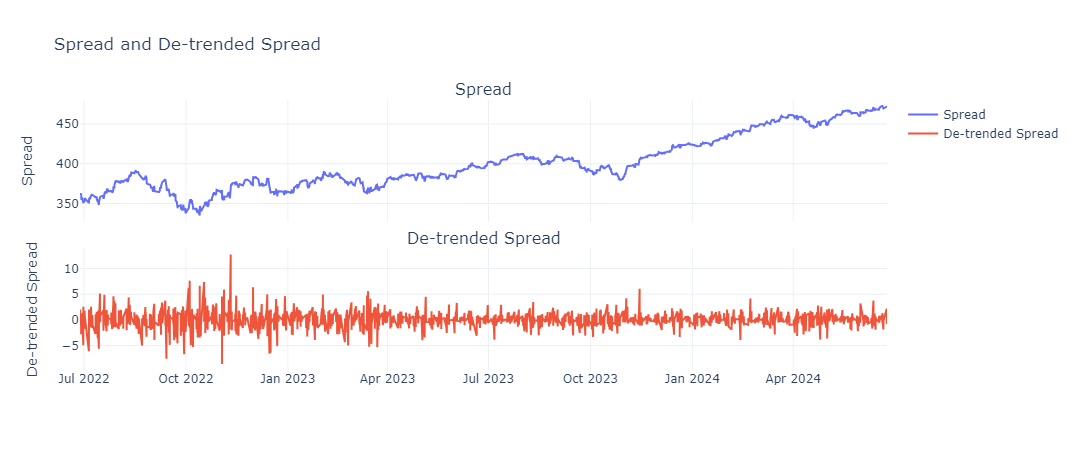 Spread and De-trended Spread
Spread
Spread
450
400
350
Spread
De-trended Spread
De-trended Spread
De-trended Spread
10
5
0
−5
Jul 2022 Oct 2022 Jan 2023 Apr 2023 Jul 2023 Oct 2023 Jan 2024 Apr 2024